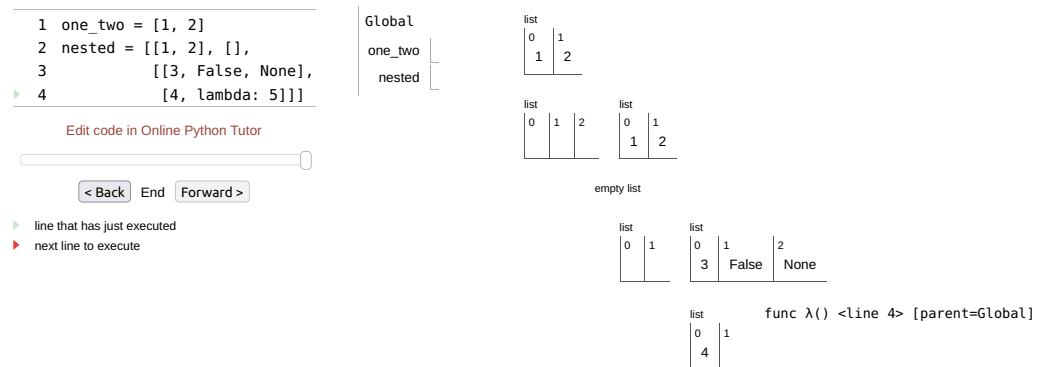 1 one_two = [1, 2]
2 nested = [[1, 2], [],
3 [[3, False, None],
4 [4, lambda: 5]]]
Edit code in Online Python Tutor
< Back End Forward >
line that has just executed
next line to execute
Global
one_two
nested
list
0 1
1 2
list list
0 1 2 0 1
1 2
empty list
list list
0 1 0 1 2
3 False None
list func λ() <line 4> [parent=Global]
0 1
4